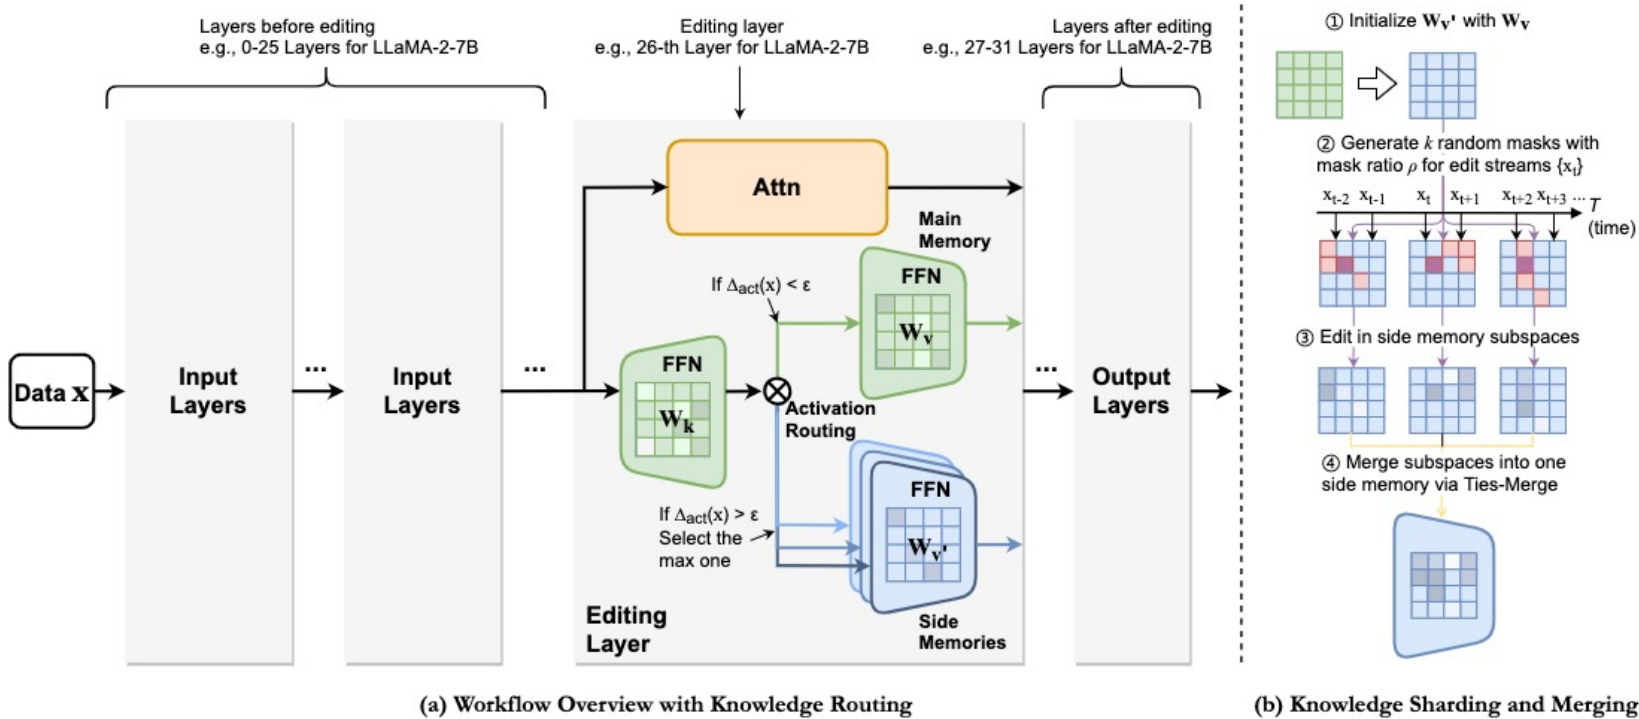 Layers before editing
e.g., 0-25 Layers for LLaMA-2-7B
Editing layer
e.g., 26-th Layer for LLaMA-2-7B
Layers after editing
e.g., 27-31 Layers for LLaMA-2-7B
Data x
Input
Layers
...
Input
Layers
...
Attn
Main
Memory
If Δact(x) < ε
FFN
Wv
FFN
Wk
Activation
Routing
If Δact(x) > ε
Select the
max one
FFN
Wv'
Side
Memories
Editing
Layer
...
Output
Layers
(a) Workflow Overview with Knowledge Routing
① Initialize Wv' with Wv
② Generate k random masks with
mask ratio ρ for edit streams {xt}
xt-2 xt-1 xt xt+1 xt+2 xt+3 ... T
(time)
③ Edit in side memory subspaces
④ Merge subspaces into one
side memory via Ties-Merge
(b) Knowledge Sharding and Merging